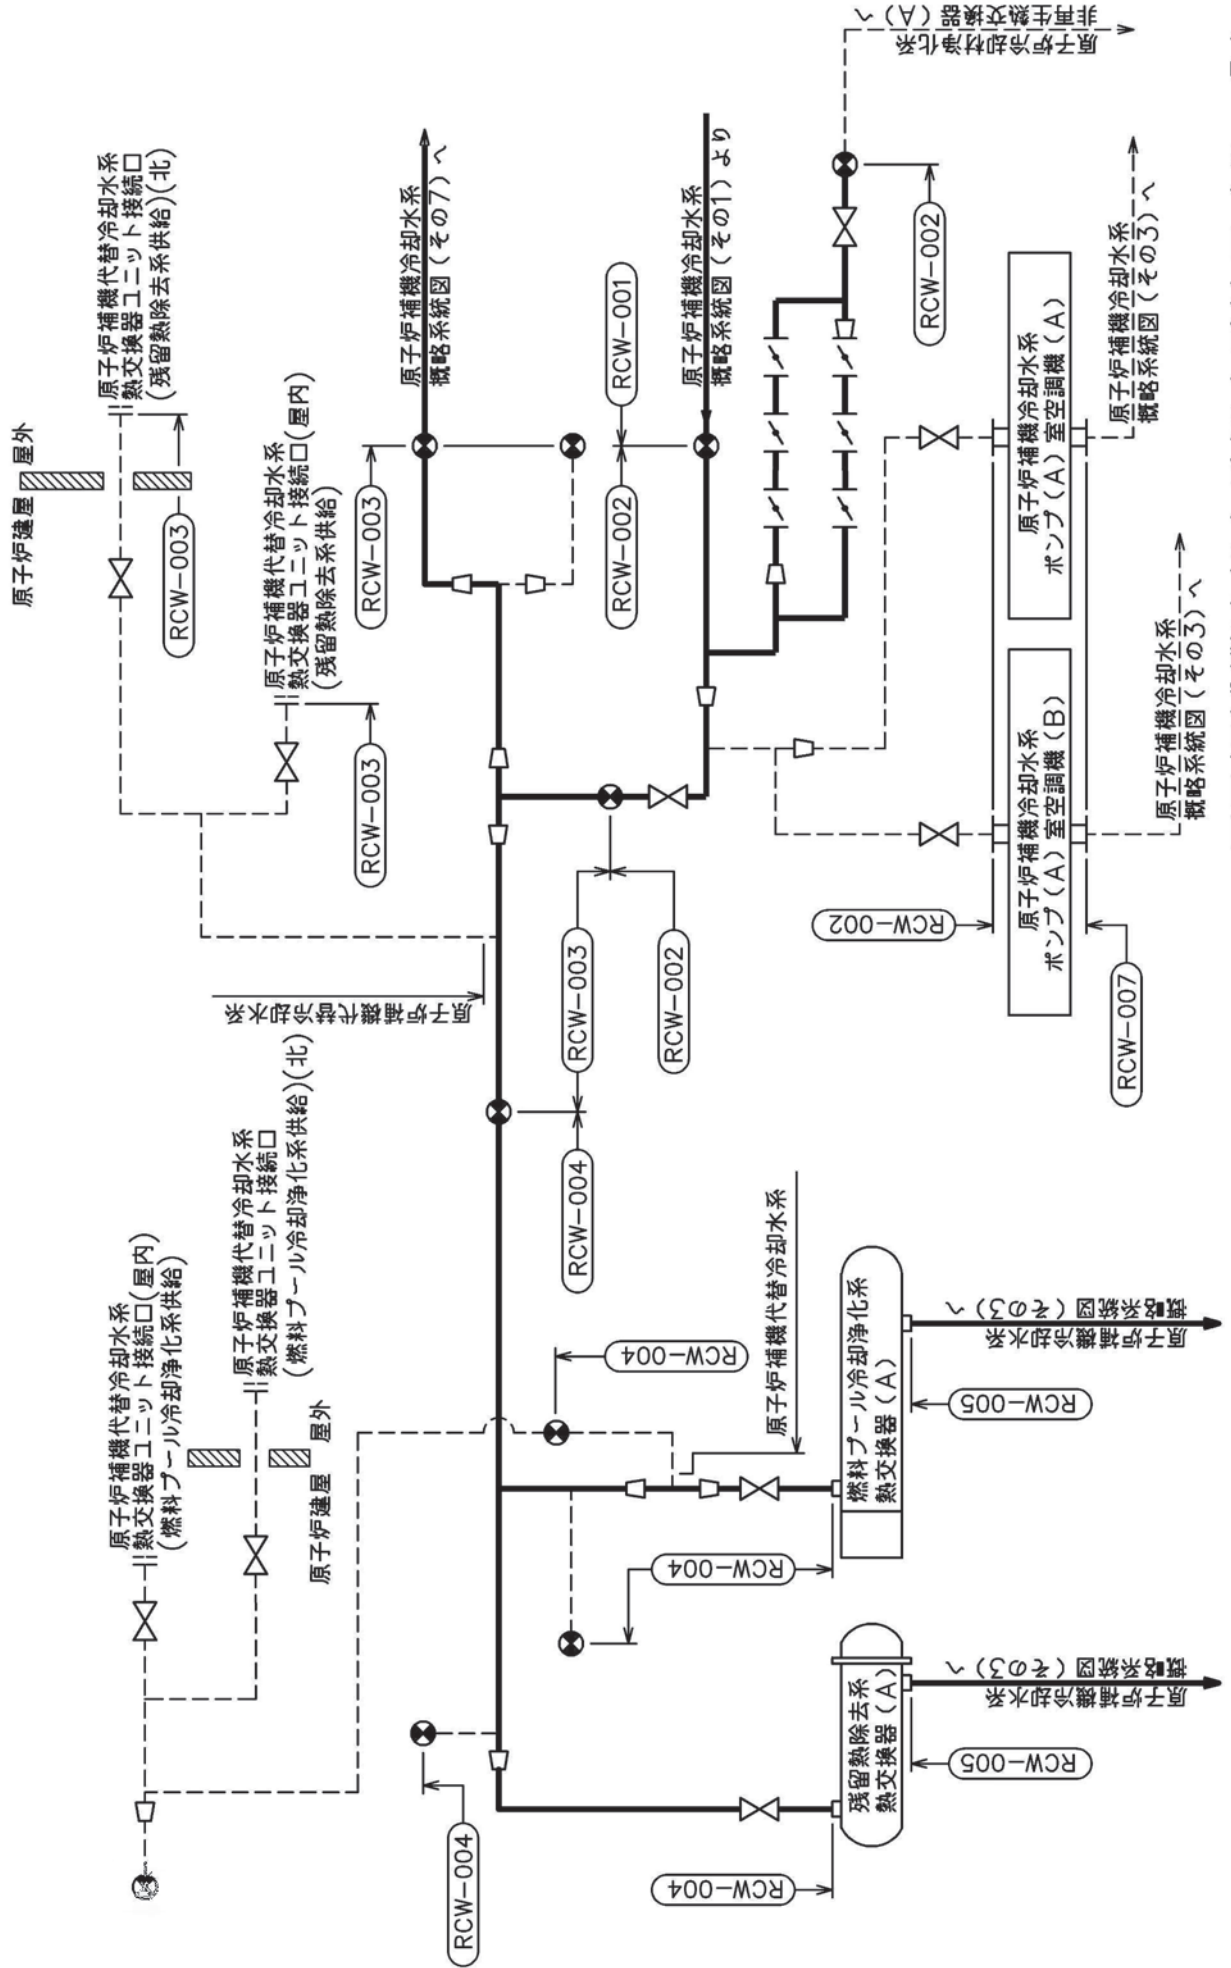 原子炉建屋
屋外
原子炉補機代替冷却水系
熱交換器ユニット接続口
(残留熱除去系供給)(北)
RCW-003
原子炉補機代替冷却水系
熱交換器ユニット接続口(屋内)
(残留熱除去系供給)
RCW-003
原子炉補機冷却水系
概略系統図(その7)へ
RCW-003
RCW-001
RCW-002
原子炉補機冷却水系
概略系統図(その1)より
原子炉冷却材浄化系
非再生熱交換器(A)へ
RCW-002
原子炉補機冷却水系
ポンプ(A)室空調機(A)
原子炉補機冷却水系
概略系統図(その3)へ
原子炉補機冷却水系
ポンプ(A)室空調機(B)
原子炉補機冷却水系
概略系統図(その3)へ
RCW-002
RCW-007
原子炉補機代替冷却水系
RCW-003
RCW-002
RCW-004
原子炉補機代替冷却水系
熱交換器ユニット接続口(屋内)
(燃料プール冷却浄化系供給)
原子炉補機代替冷却水系
熱交換器ユニット接続口
(燃料プール冷却浄化系供給)(北)
原子炉建屋
屋外
RCW-004
原子炉補機代替冷却水系
RCW-004
燃料プール冷却浄化系
熱交換器(A)
原子炉補機冷却水系
概略系統図(その3)へ
RCW-005
RCW-004
RCW-004
残留熱除去系
熱交換器(A)
原子炉補機冷却水系
概略系統図(その3)へ
RCW-005